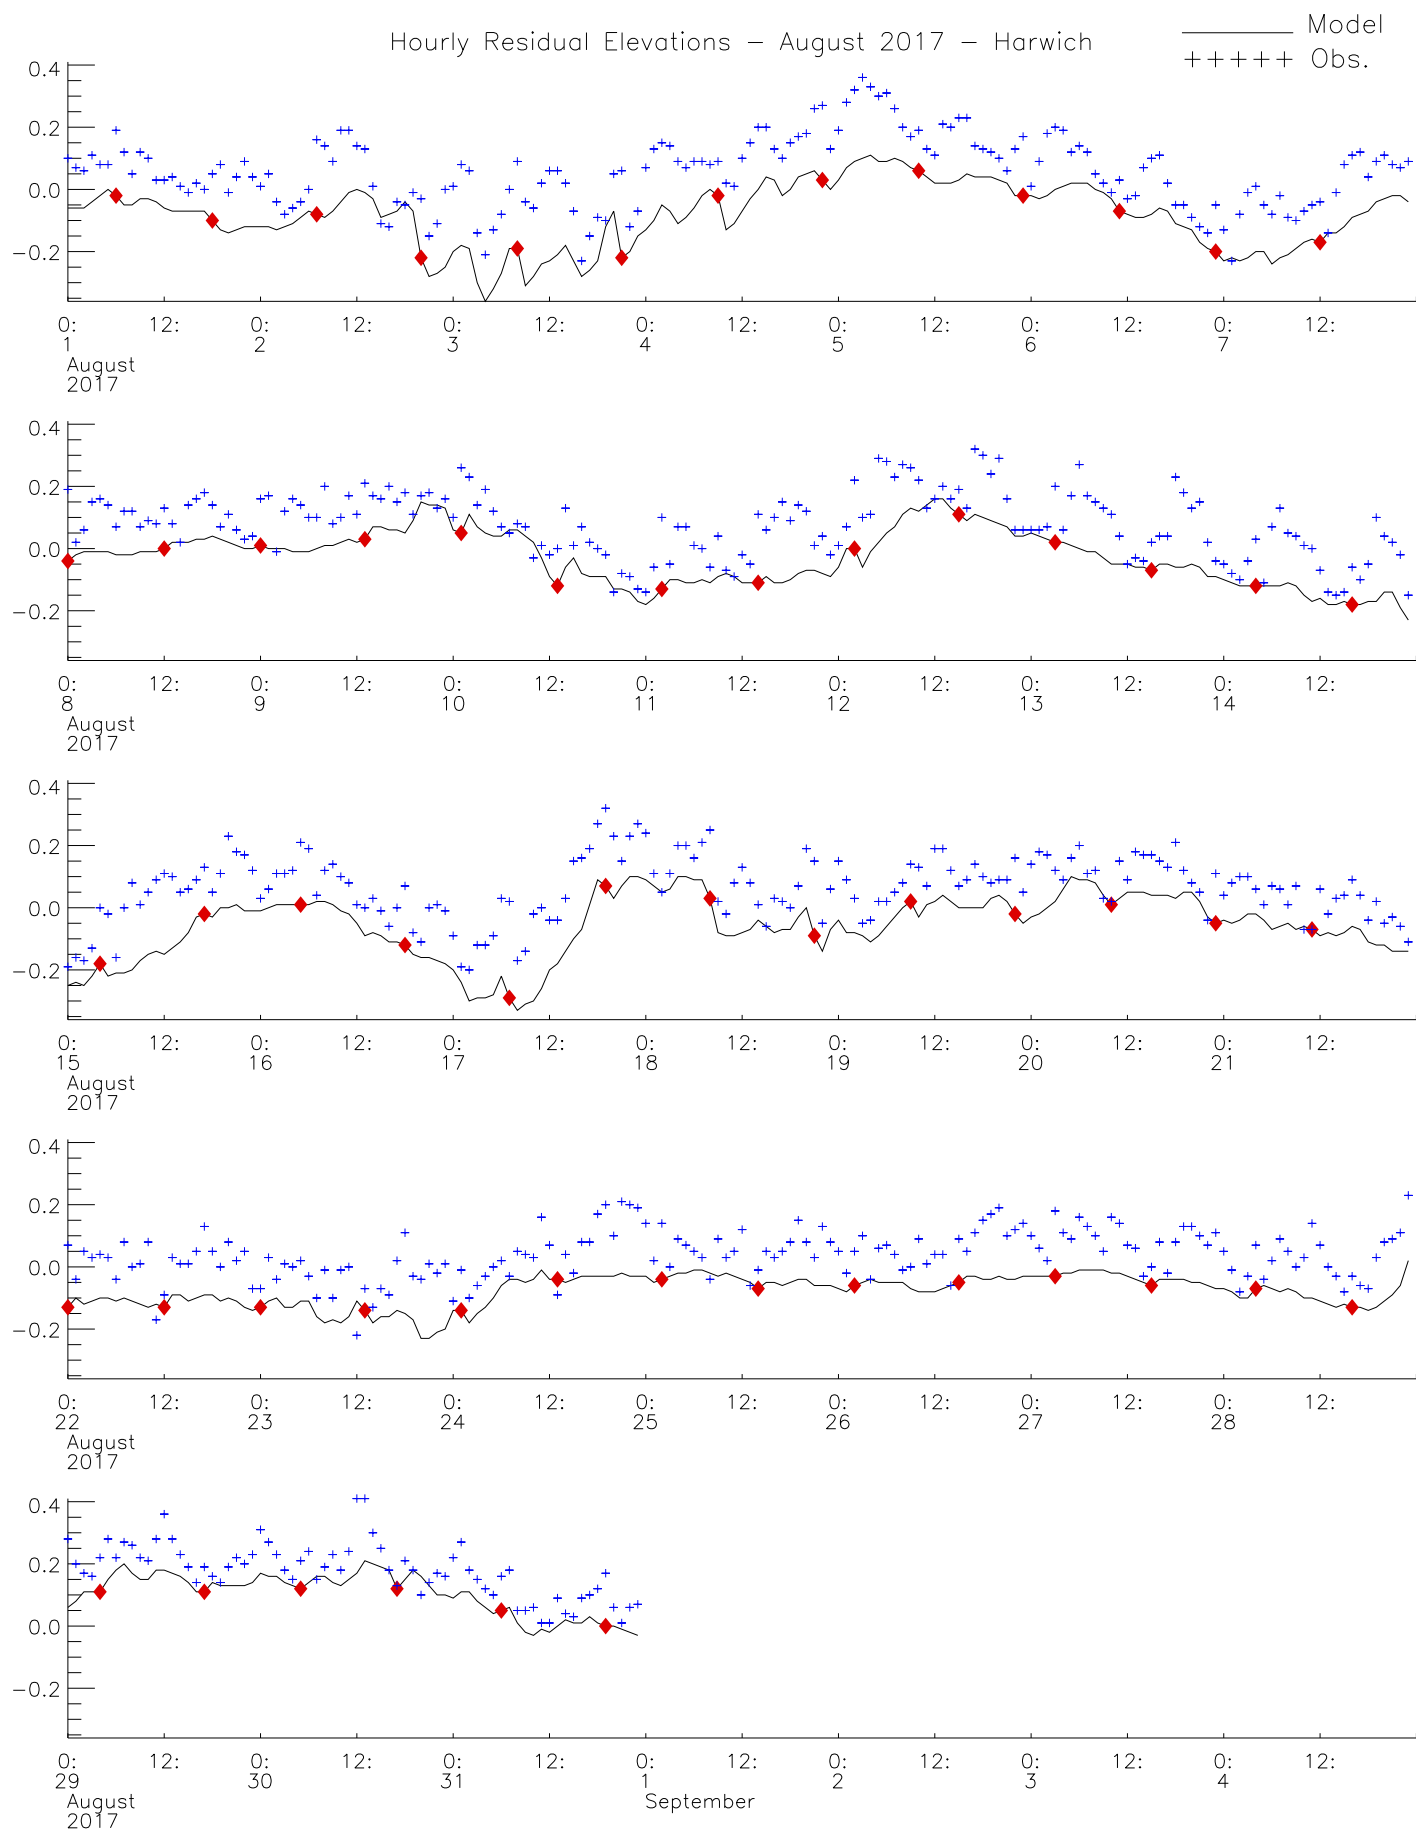 Hourly Residual Elevations – August 2017 – Harwich
Model
+++++ Obs.
0.4
0.2
0.0
−0.2
0: 12: 0: 12: 0: 12: 0: 12: 0: 12: 0: 12: 0: 12:
1 2 3 4 5 6 7
August
2017
0.4
0.2
0.0
−0.2
0: 12: 0: 12: 0: 12: 0: 12: 0: 12: 0: 12: 0: 12:
8 9 10 11 12 13 14
August
2017
0.4
0.2
0.0
−0.2
0: 12: 0: 12: 0: 12: 0: 12: 0: 12: 0: 12: 0: 12:
15 16 17 18 19 20 21
August
2017
0.4
0.2
0.0
−0.2
0: 12: 0: 12: 0: 12: 0: 12: 0: 12: 0: 12: 0: 12:
22 23 24 25 26 27 28
August
2017
0.4
0.2
0.0
−0.2
0: 12: 0: 12: 0: 12: 0: 12: 0: 12: 0: 12: 0: 12:
29 30 31 1 2 3 4
August September
2017